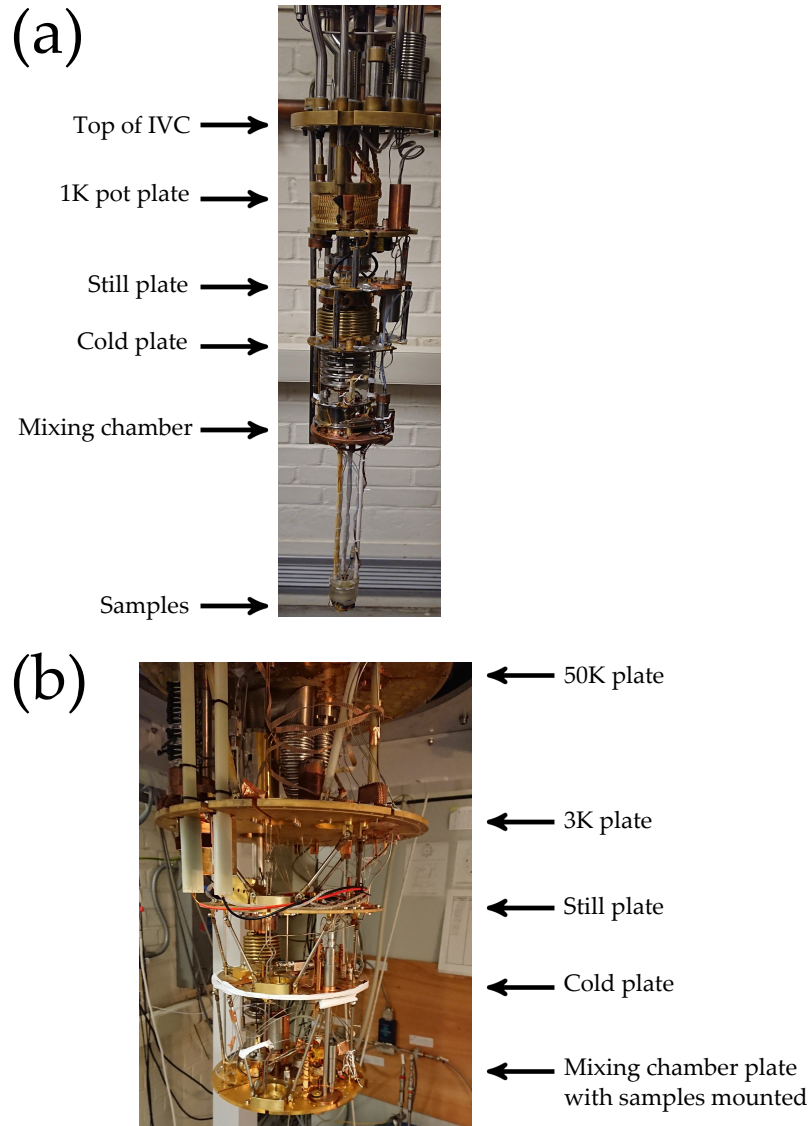 (a)
Top of IVC
1K pot plate
Still plate
Cold plate
Mixing chamber
Samples
(b)
50K plate
3K plate
Still plate
Cold plate
Mixing chamber plate
with samples mounted